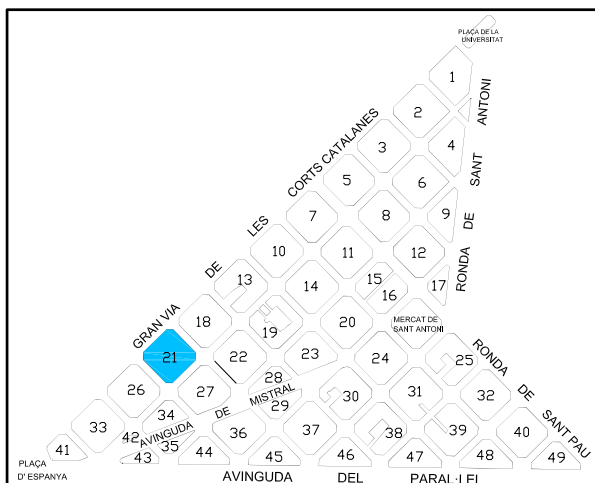 PLAÇA DE LA
UNIVERSITAT
1
2
ANTONI
CORTS CATALANES
3
4
SANT
5
6
7
8
9
DE
LES
10
11
12
RONDA
DE
13
14
15
16
17
GRAN VIA
18
19
20
MERCAT DE
SANT ANTONI
21
22
23
24
25
RONDA
26
27
28
MISTRAL
29
30
31
32
DE
33
34
DE
AVINGUDA
35
36
37
38
39
40
SANT PAU
41
42
43
44
45
46
47
48
49
PLAÇA
D' ESPANYA
AVINGUDA DEL PARAL·LEL